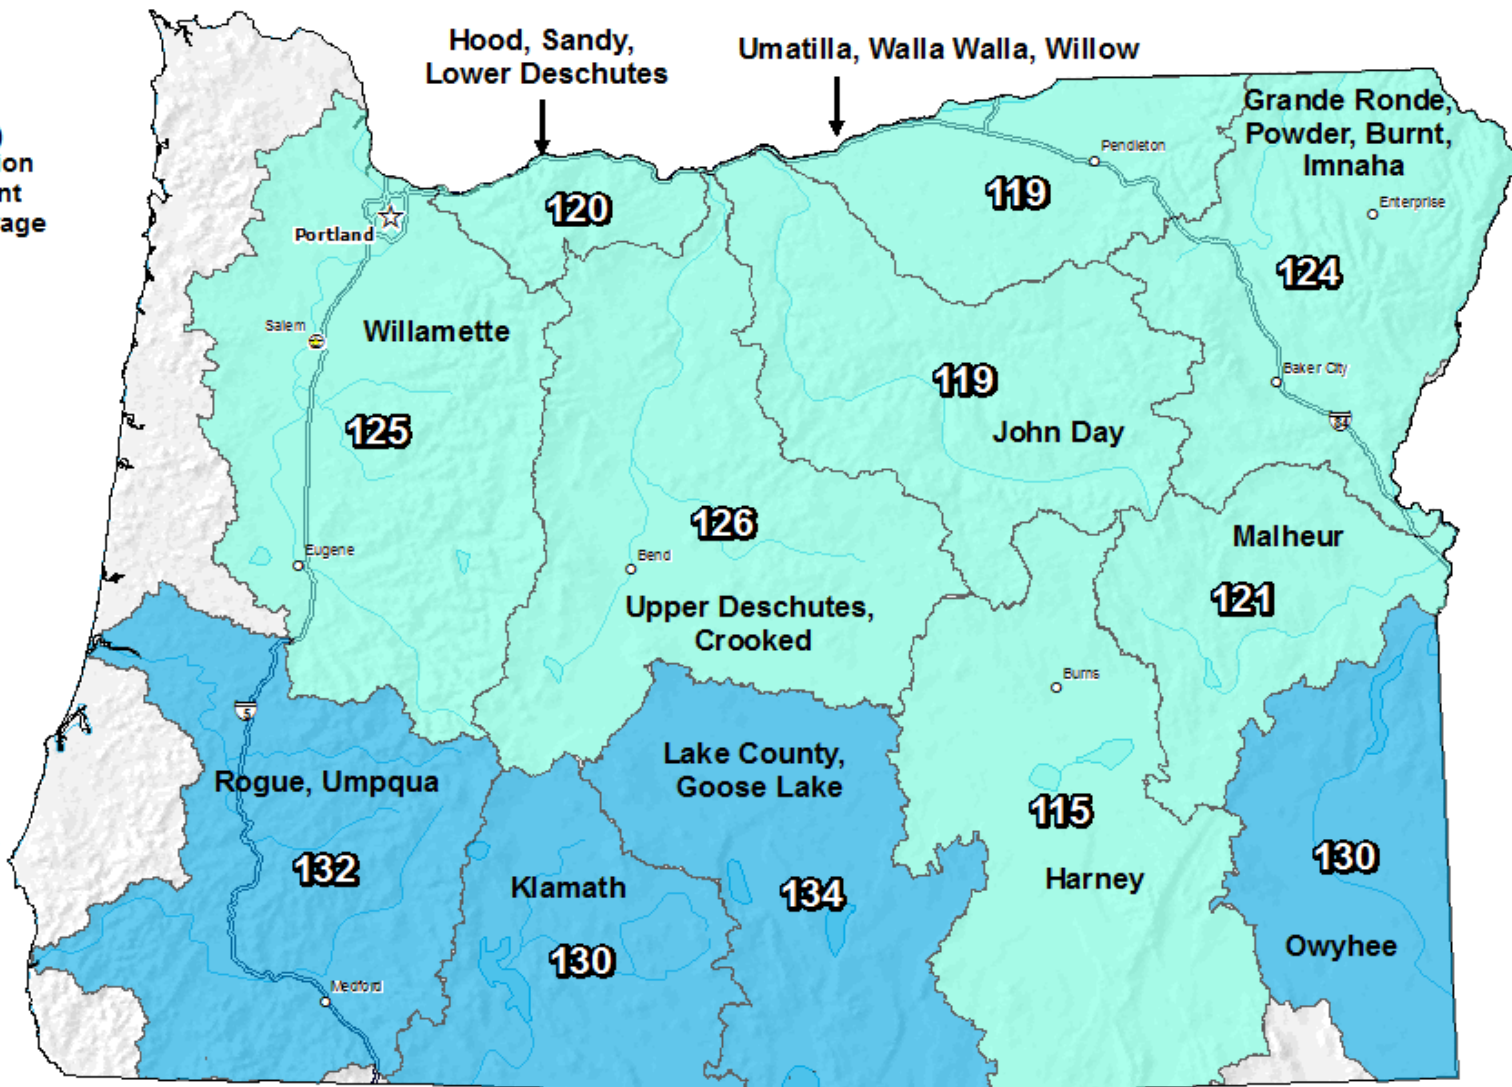 Hood, Sandy,
Lower Deschutes
Umatilla, Walla Walla, Willow
Grande Ronde,
Powder, Burnt,
Imnaha
Pendleton
Enterprise
119
120
Portland
124
Salem
Willamette
Baker City
119
84
125
John Day
126
Malheur
Eugene
Bend
121
Upper Deschutes,
Crooked
Burns
5
Lake County,
Goose Lake
Rogue, Umpqua
115
132
130
Klamath
134
Harney
130
Owyhee
Medford